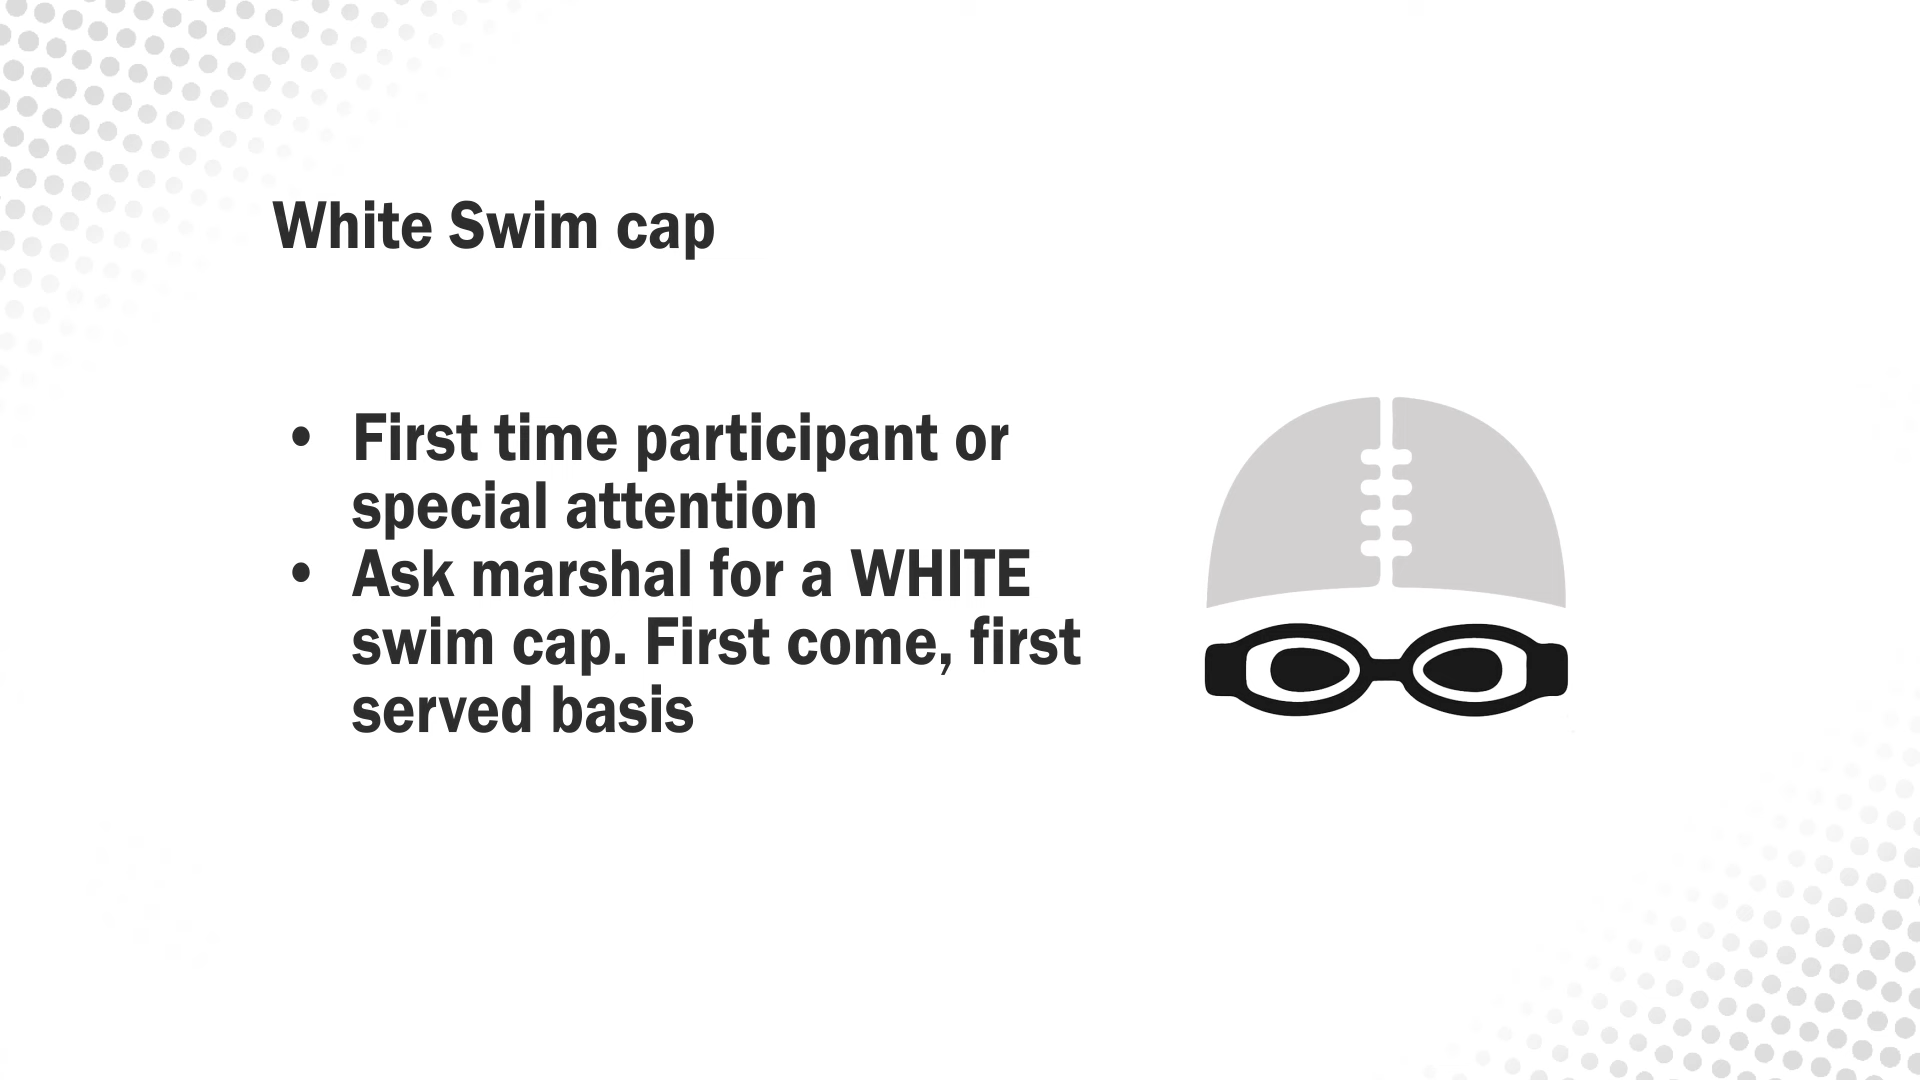 White Swim cap
• First time participant or
special attention
• Ask marshal for a WHITE
swim cap. First come, first
served basis